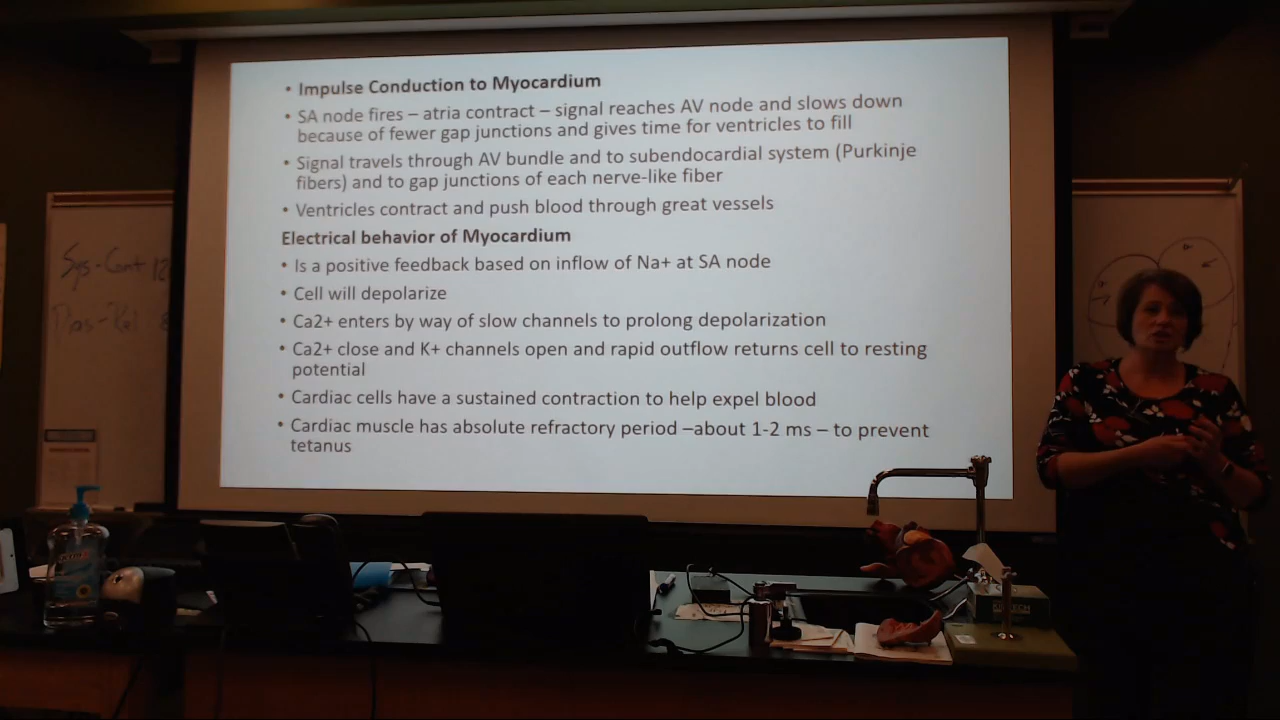 • Impulse Conduction to Myocardium
• SA node fires – atria contract – signal reaches AV node and slows down
because of fewer gap junctions and gives time for ventricles to fill
• Signal travels through AV bundle and to subendocardial system (Purkinje
fibers) and to gap junctions of each nerve-like fiber
• Ventricles contract and push blood through great vessels
Electrical behavior of Myocardium
• Is a positive feedback based on inflow of Na+ at SA node
• Cell will depolarize
• Ca2+ enters by way of slow channels to prolong depolarization
• Ca2+ close and K+ channels open and rapid outflow returns cell to resting
potential
• Cardiac cells have a sustained contraction to help expel blood
• Cardiac muscle has absolute refractory period –about 1-2 ms – to prevent
tetanus
Sys-Cont 12